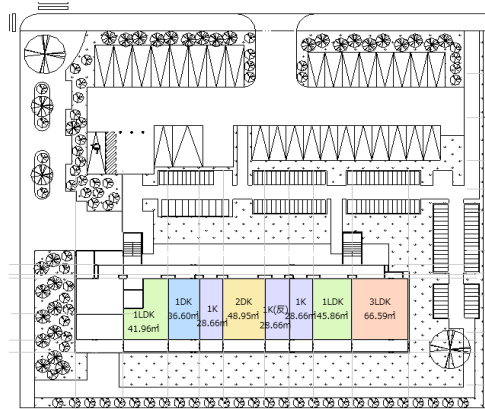 1LDK
41.96㎡
1DK
36.60㎡
1K
28.66㎡
2DK
48.95㎡
1K(反)
28.66㎡
1K
28.66㎡
1LDK
45.86㎡
3LDK
66.59㎡